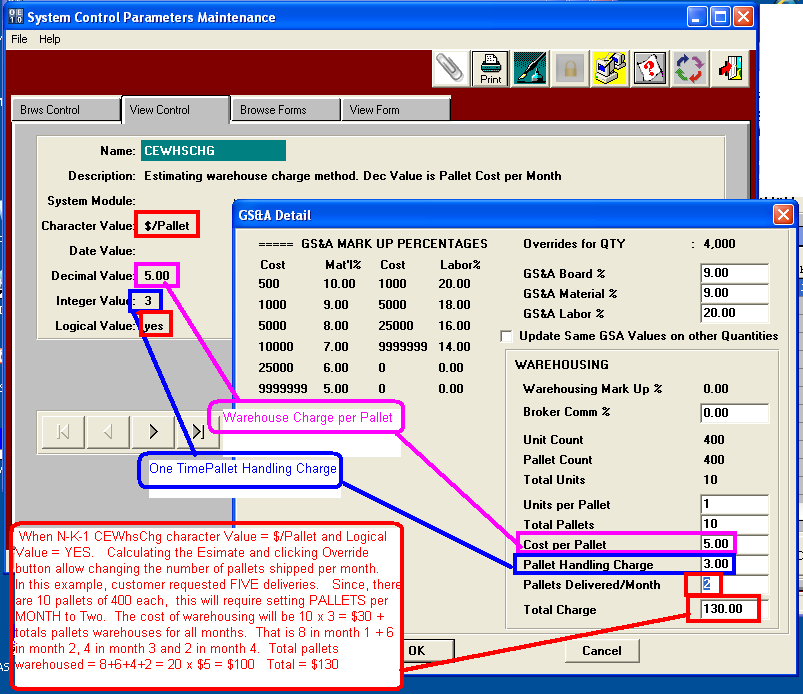 System Control Parameters Maintenance
File Help
Print
Brws Control View Control Browse Forms View Form
Name: CEWHSCHG
Description: Estimating warehouse charge method. Dec Value is Pallet Cost per Month
System Module:
Character Value: $/Pallet
Date Value:
Decimal Value: 5.00
Integer Value: 3
Logical Value: yes
GS&A Detail
===== GS&A MARK UP PERCENTAGES
Cost Mat'l% Cost Labor%
500 10.00 1000 20.00
1000 9.00 5000 18.00
5000 8.00 25000 16.00
10000 7.00 9999999 14.00
25000 6.00 0 0.00
9999999 5.00 0 0.00
Overrides for QTY : 4,000
GS&A Board % 9.00
GS&A Material % 9.00
GS&A Labor % 20.00
Update Same GSA Values on other Quantities
WAREHOUSING
Warehousing Mark Up % 0.00
Broker Comm % 0.00
Unit Count 400
Pallet Count 400
Total Units 10
Units per Pallet 1
Total Pallets 10
Cost per Pallet 5.00
Pallet Handling Charge 3.00
Pallets Delivered/Month 2
Total Charge 130.00
OK Cancel
Warehouse Charge per Pallet
One TimePallet Handling Charge
When N-K-1 CEWhsChg character Value = $/Pallet and Logical
Value = YES. Calculating the Esimate and clicking Override
button allow changing the number of pallets shipped per month.
In this example, customer requested FIVE deliveries. Since, there
are 10 pallets of 400 each, this will require setting PALLETS per
MONTH to Two. The cost of warehousing will be 10 x 3 = $30 +
totals pallets warehouses for all months. That is 8 in month 1 + 6
in month 2, 4 in month 3 and 2 in month 4. Total pallets
warehoused = 8+6+4+2 = 20 x $5 = $100 Total = $130